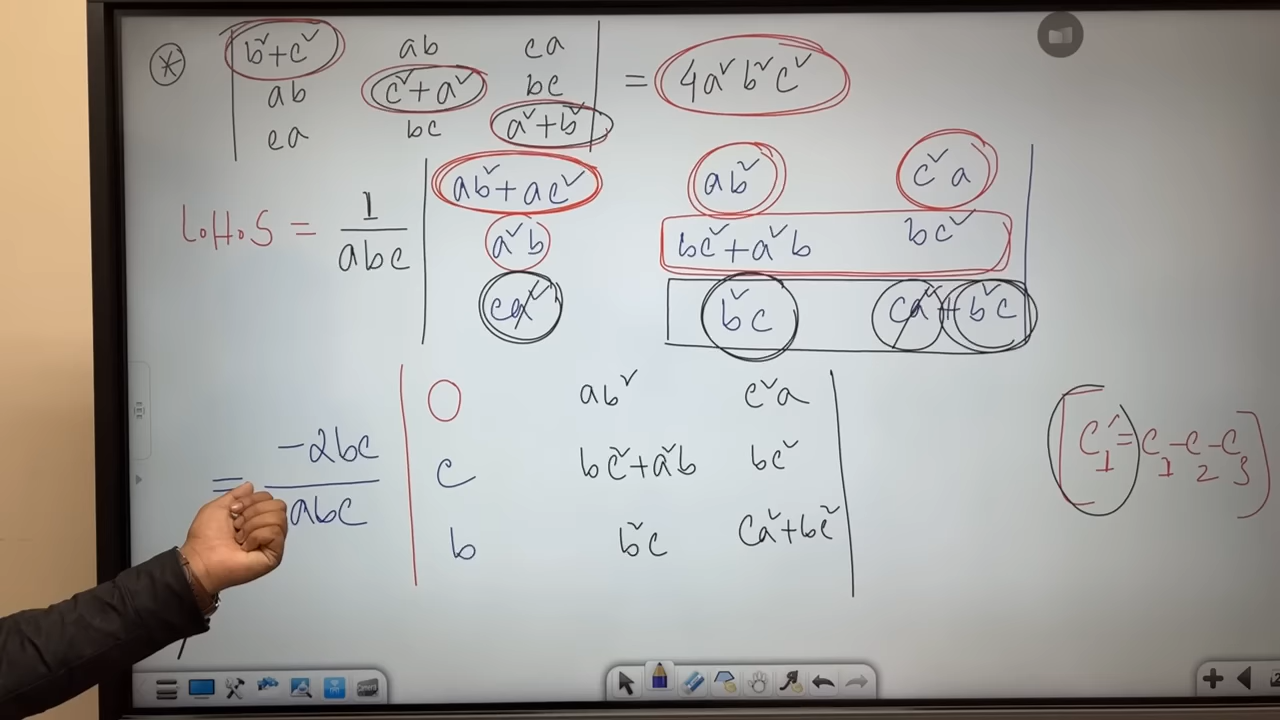 * | b²+c² ab ca |
| ab c²+a² bc | = 4a²b²c²
| ca bc a²+b² |
| ab²+ac² ab² c²a |
L.H.S = 1/abc | a²b bc²+a²b bc² |
| ca² b²c ca²+b²c |
| 0 ab² c²a |
= -2bc/abc | c bc²+a²b bc² | [C₁′=C₁-C₂-C₃]
| b b²c ca²+bc² |